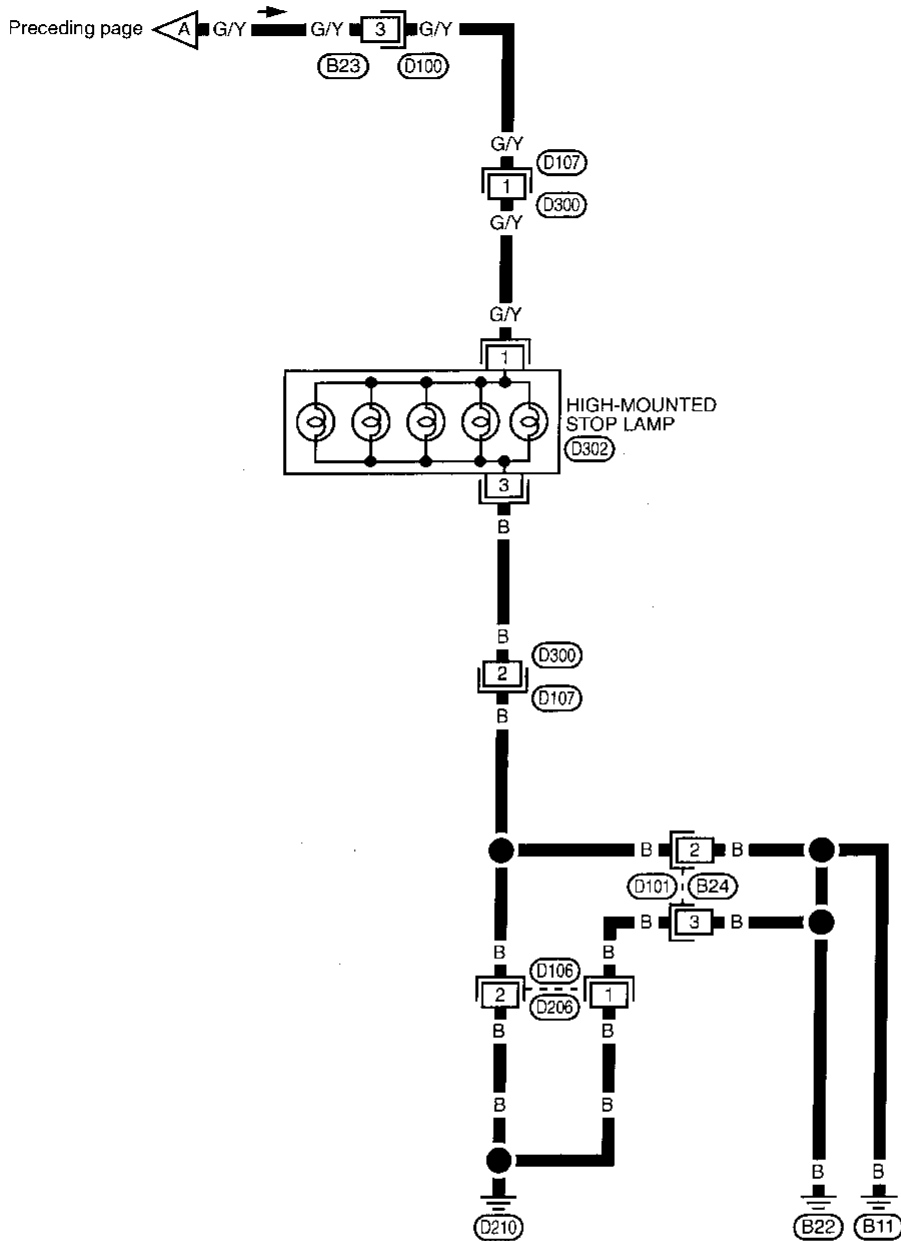 Preceding page A G/Y G/Y 3 G/Y
B23 D100
G/Y
D107
1
D300
G/Y
G/Y
1
HIGH-MOUNTED
STOP LAMP
D302
3
B
B
D300
2
D107
B
B 2 B
D101 B24
B 3 B
B B
D106
2 1
D206
B B
B B
B B
D210 B22 B11